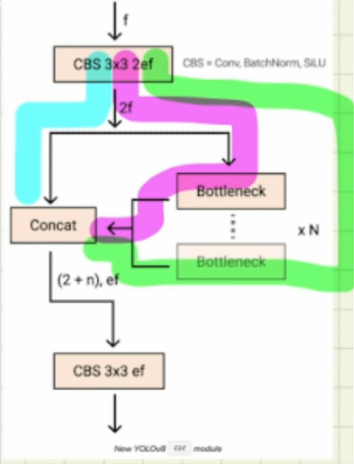 f
CBS 3x3 2ef
CBS = Conv, BatchNorm, SiLU
2f
Bottleneck
Concat
x N
Bottleneck
(2 + n), ef
CBS 3x3 ef
New YOLOv8 C2f module